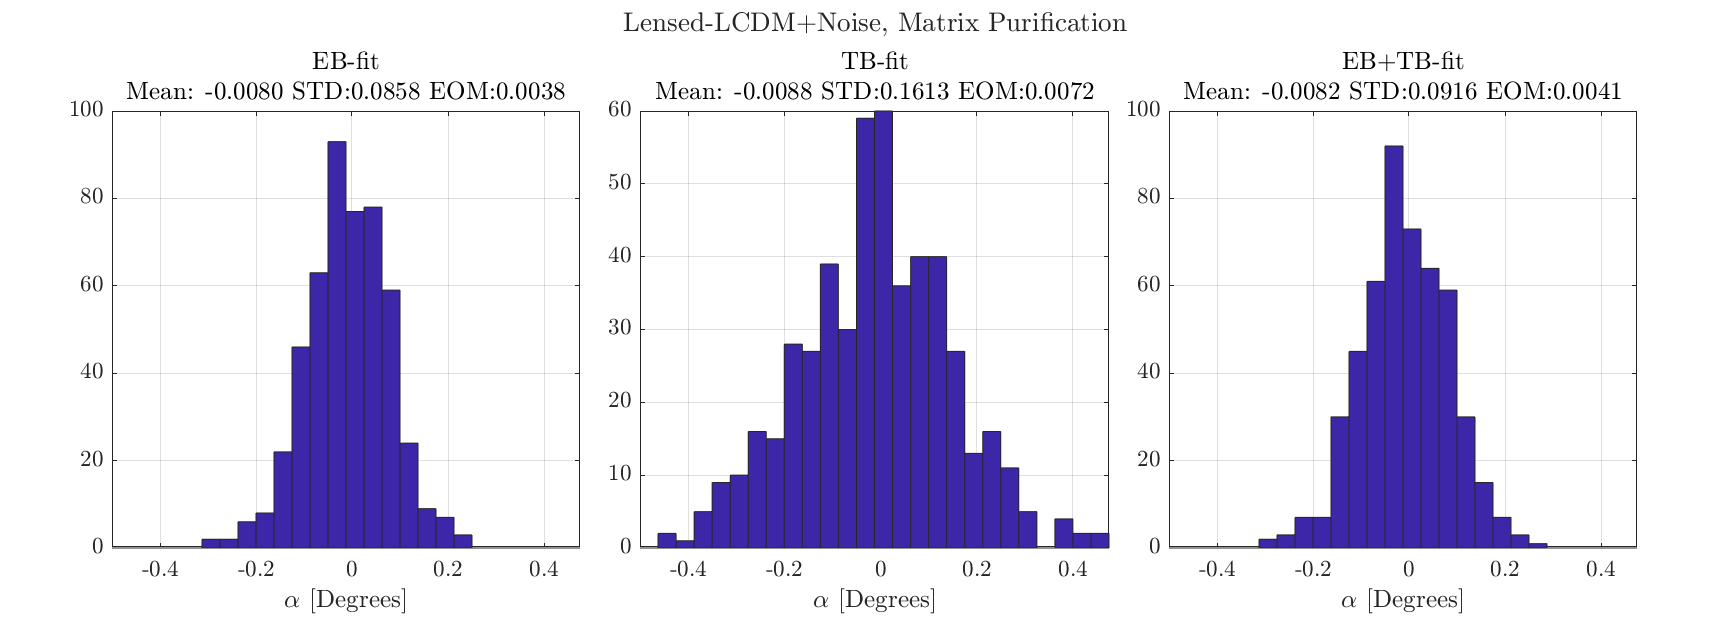 Lensed-LCDM+Noise, Matrix Purification
EB-fit
Mean: -0.0080 STD:0.0858 EOM:0.0038
100
80
60
40
20
0
-0.4 -0.2 0 0.2 0.4
α [Degrees]
TB-fit
Mean: -0.0088 STD:0.1613 EOM:0.0072
60
50
40
30
20
10
0
-0.4 -0.2 0 0.2 0.4
α [Degrees]
EB+TB-fit
Mean: -0.0082 STD:0.0916 EOM:0.0041
100
80
60
40
20
0
-0.4 -0.2 0 0.2 0.4
α [Degrees]